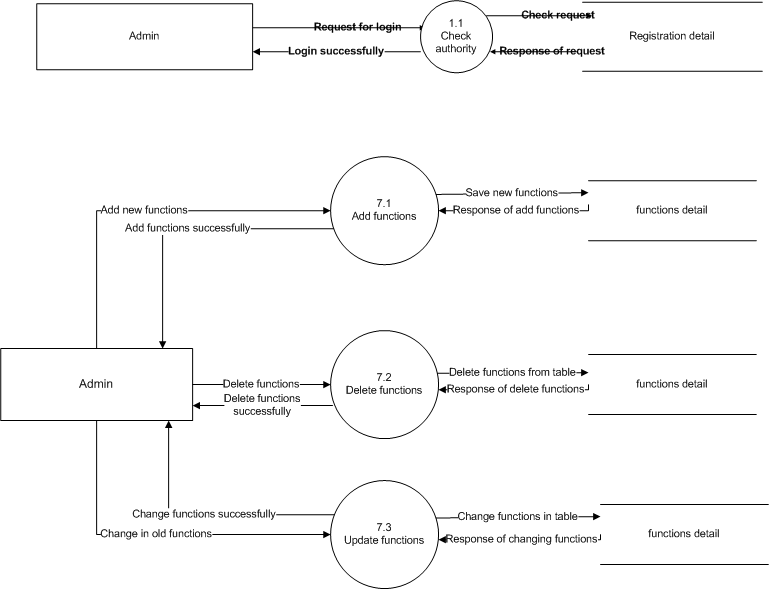 Request for login
Check request
1.1
Check
authority
Admin
Registration detail
Login successfully
Response of request
7.1
Add functions
Save new functions
Add new functions
Response of add functions
functions detail
Add functions successfully
Admin
7.2
Delete functions
Delete functions from table
Delete functions
Response of delete functions
functions detail
Delete functions
successfully
Change functions successfully
7.3
Update functions
Change functions in table
Change in old functions
Response of changing functions
functions detail